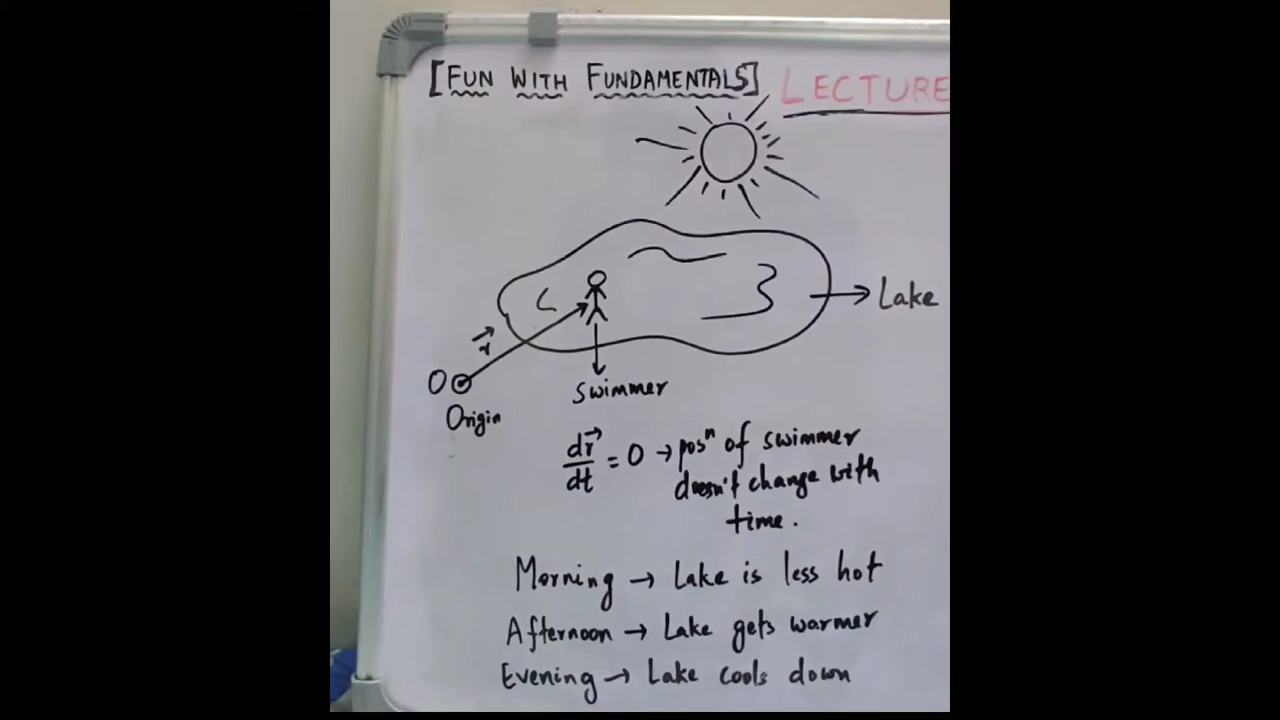 [FUN WITH FUNDAMENTALS] LECTURE
Lake
r⃗
O
Origin
swimmer
dr⃗/dt = 0 → posⁿ of swimmer
doesn't change with
time.
Morning → Lake is less hot
Afternoon → Lake gets warmer
Evening → Lake cools down